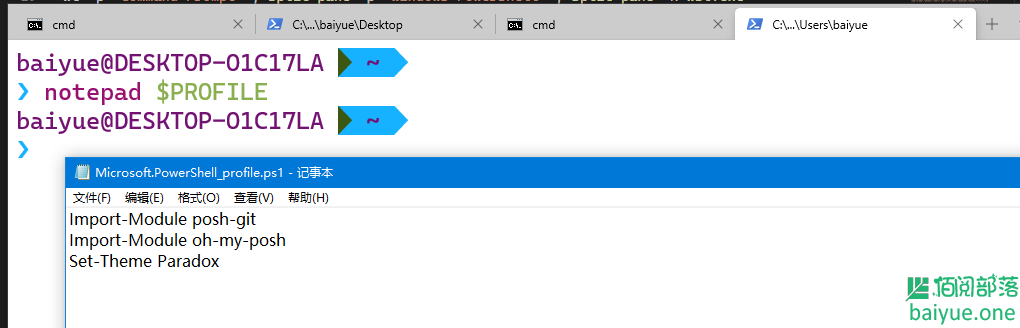 cmd
C:\...\baiyue\Desktop
cmd
C:\...\Users\baiyue
baiyue@DESKTOP-O1C17LA ~
❯ notepad $PROFILE
baiyue@DESKTOP-O1C17LA ~
❯
Microsoft.PowerShell_profile.ps1 - 记事本
文件(F) 编辑(E) 格式(O) 查看(V) 帮助(H)
Import-Module posh-git
Import-Module oh-my-posh
Set-Theme Paradox
佰阅部落
baiyue.one